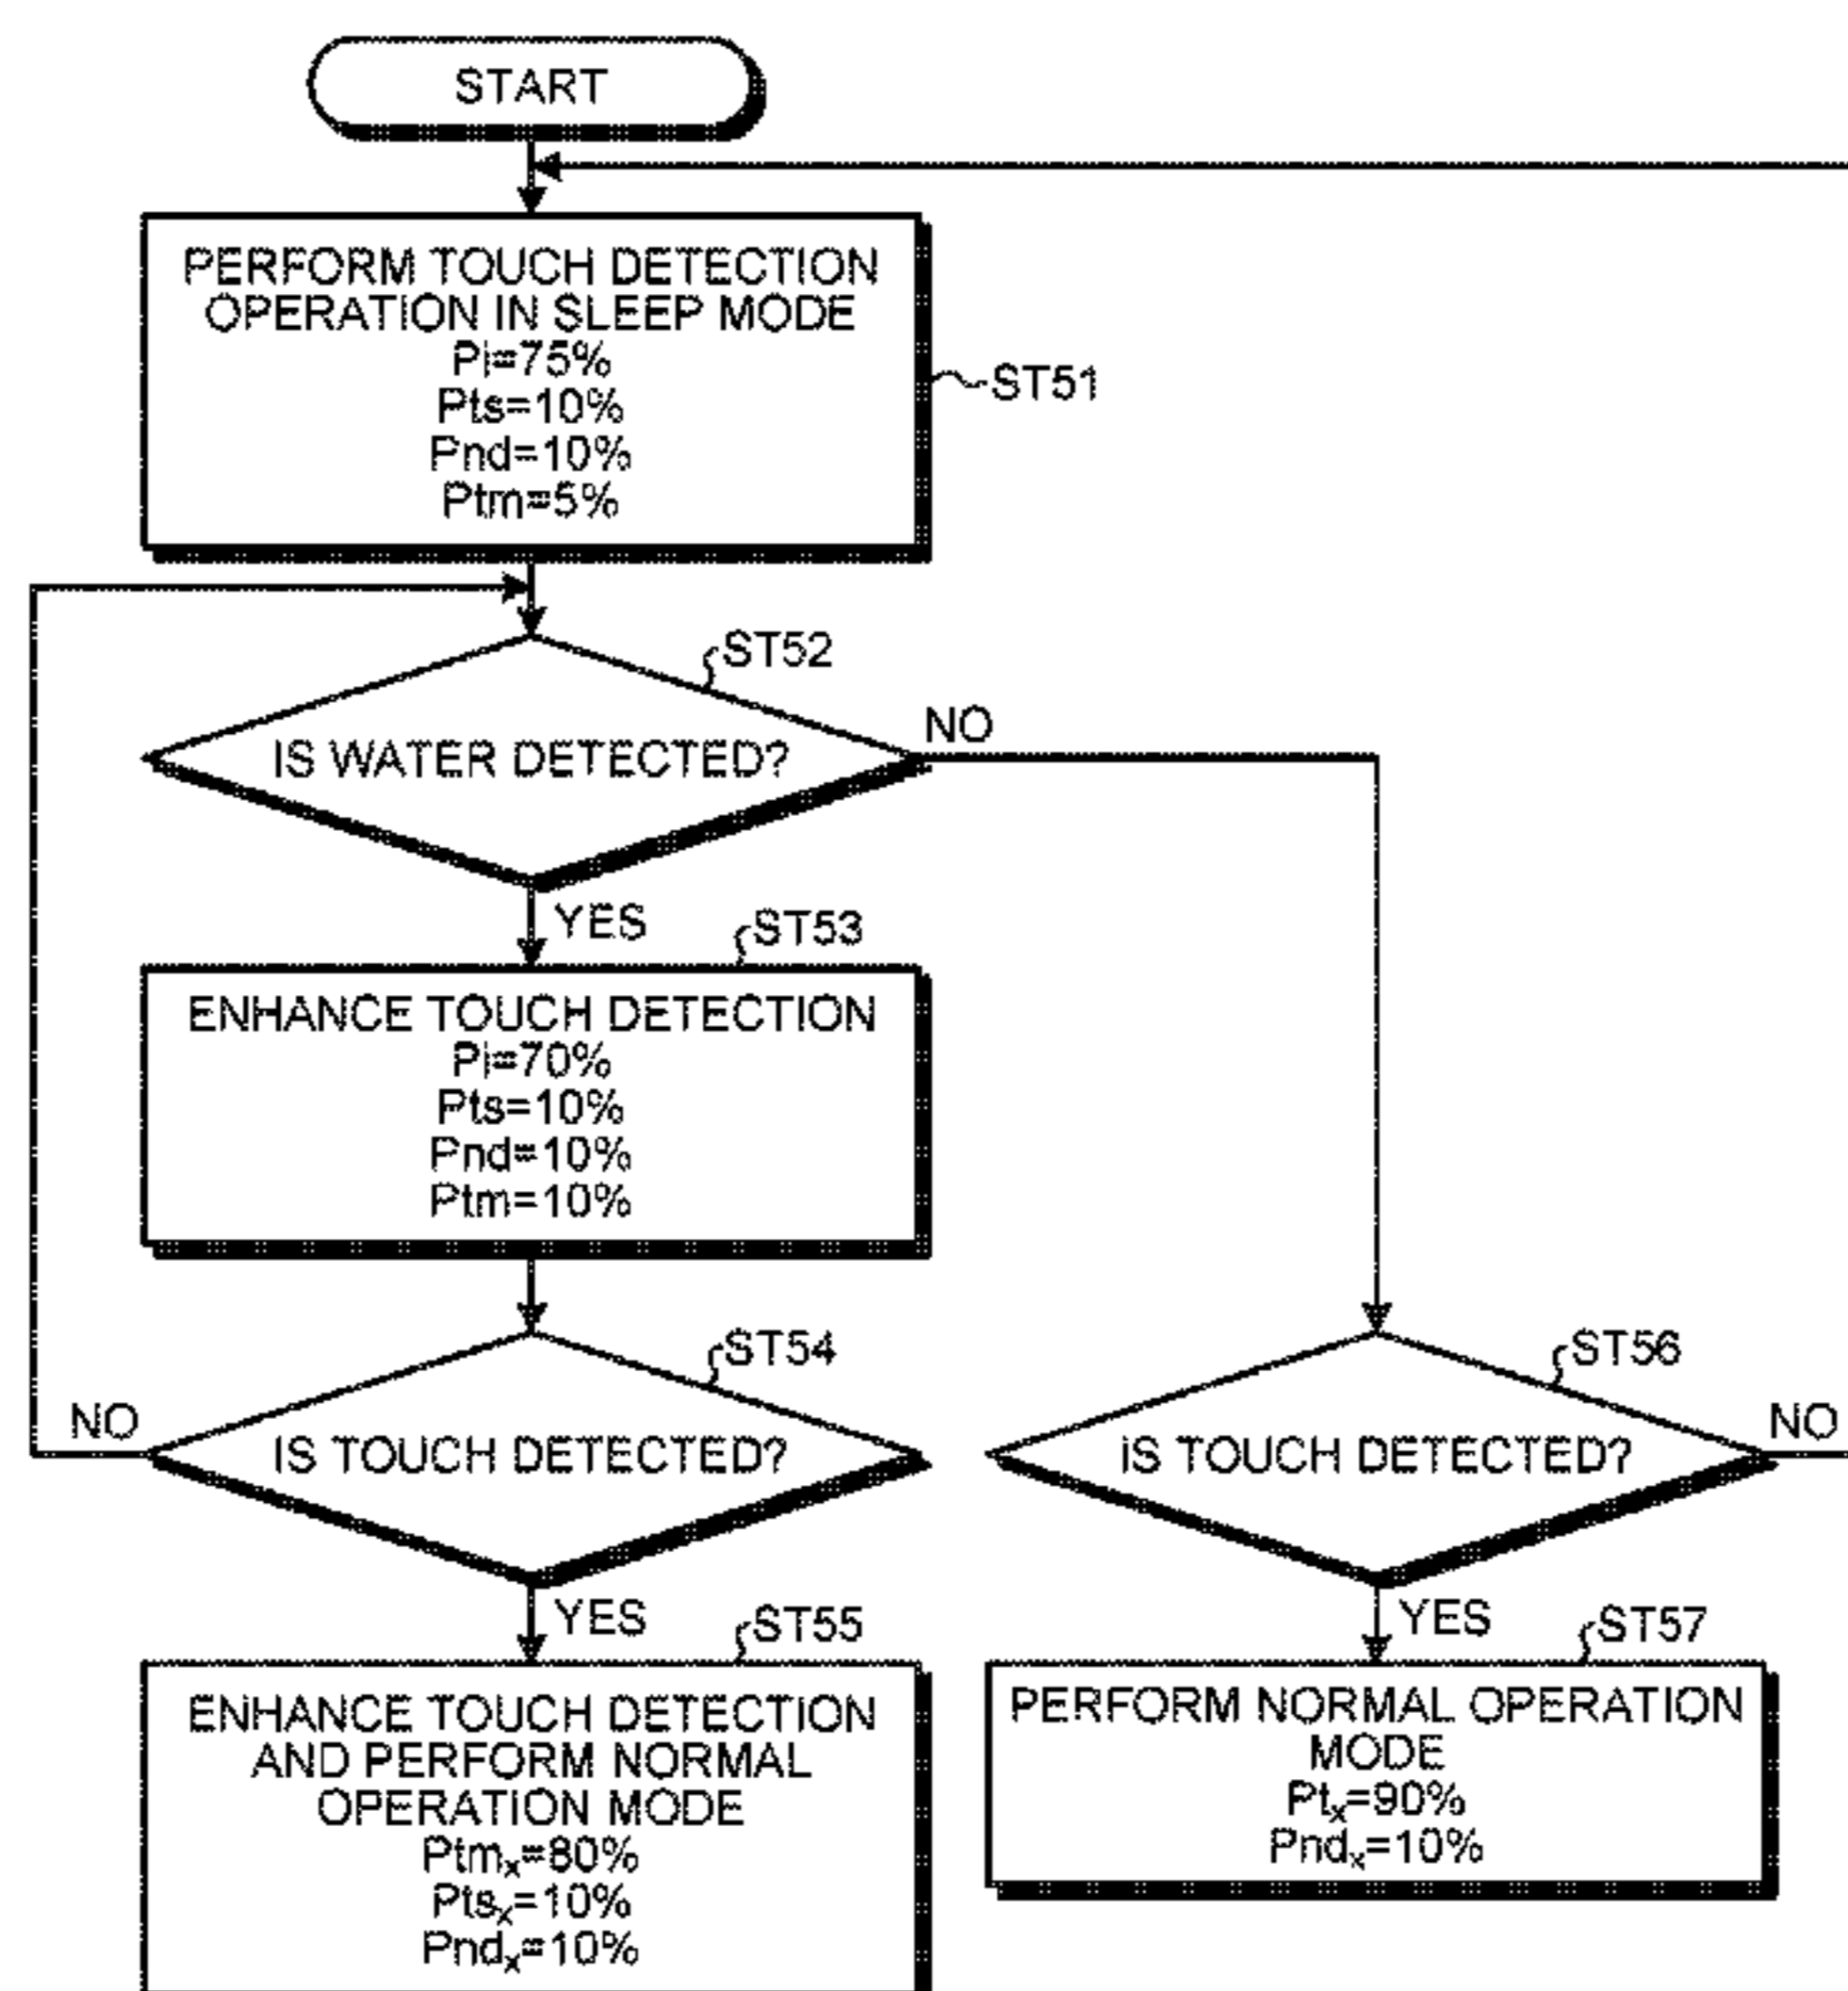 START
PERFORM TOUCH DETECTION
OPERATION IN SLEEP MODE
Pi=75%
Pts=10%
Pnd=10%
Ptm=5%
ST51
ST52
IS WATER DETECTED?
NO
YES
ST53
ENHANCE TOUCH DETECTION
Pi=70%
Pts=10%
Pnd=10%
Ptm=10%
ST54
IS TOUCH DETECTED?
NO
YES
ST56
IS TOUCH DETECTED?
NO
YES
ST55
ENHANCE TOUCH DETECTION
AND PERFORM NORMAL
OPERATION MODE
Ptmx=80%
Ptsx=10%
Pndx=10%
ST57
PERFORM NORMAL OPERATION
MODE
Ptx=90%
Pndx=10%